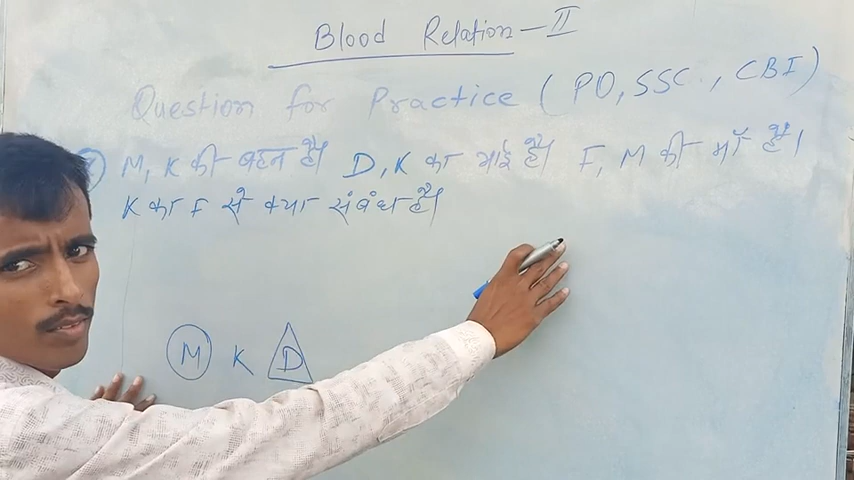 Blood Relation-II
Question for Practice (PO, SSC, CBI)
M, K की बहन है। D, K का भाई है। F, M की माँ है।
K का F से क्या संबंध है।
M K D